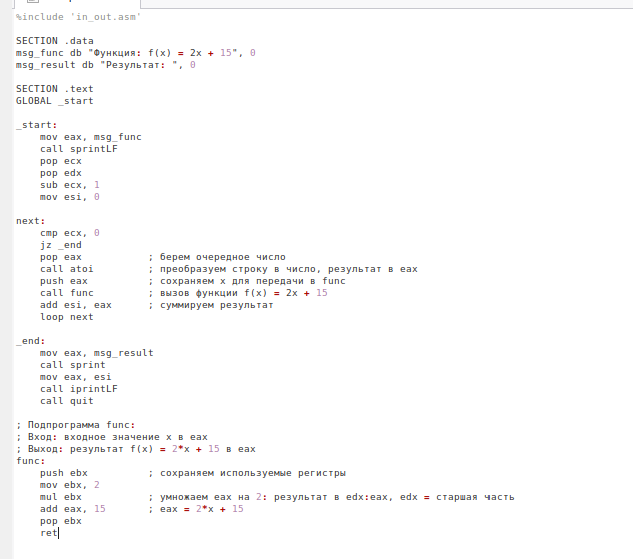 %include 'in_out.asm'
SECTION .data
msg_func db "Функция: f(x) = 2x + 15", 0
msg_result db "Результат: ", 0
SECTION .text
GLOBAL _start
_start:
mov eax, msg_func
call sprintLF
pop ecx
pop edx
sub ecx, 1
mov esi, 0
next:
cmp ecx, 0
jz _end
pop eax ; берем очередное число
call atoi ; преобразуем строку в число, результат в eax
push eax ; сохраняем x для передачи в func
call func ; вызов функции f(x) = 2x + 15
add esi, eax ; суммируем результат
loop next
_end:
mov eax, msg_result
call sprint
mov eax, esi
call iprintLF
call quit
; Подпрограмма func:
; Вход: входное значение x в eax
; Выход: результат f(x) = 2*x + 15 в eax
func:
push ebx ; сохраняем используемые регистры
mov ebx, 2
mul ebx ; умножаем eax на 2: результат в edx:eax, edx = старшая часть
add eax, 15 ; eax = 2*x + 15
pop ebx
ret